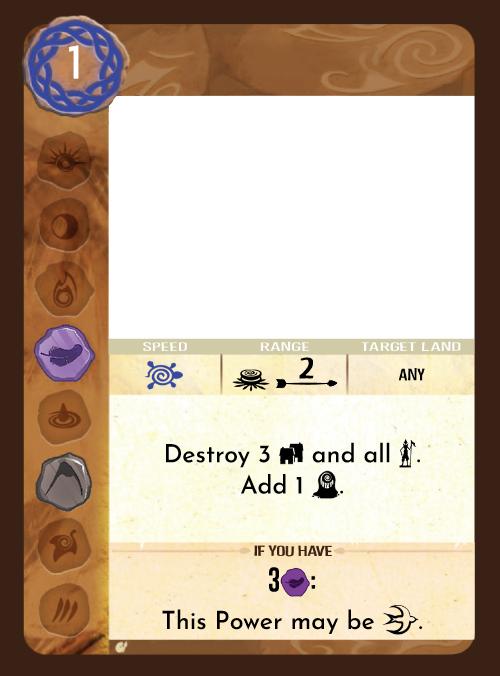 1
SPEED RANGE TARGET LAND
2 ANY
Destroy 3 and all .
Add 1 .
IF YOU HAVE
3 :
This Power may be .